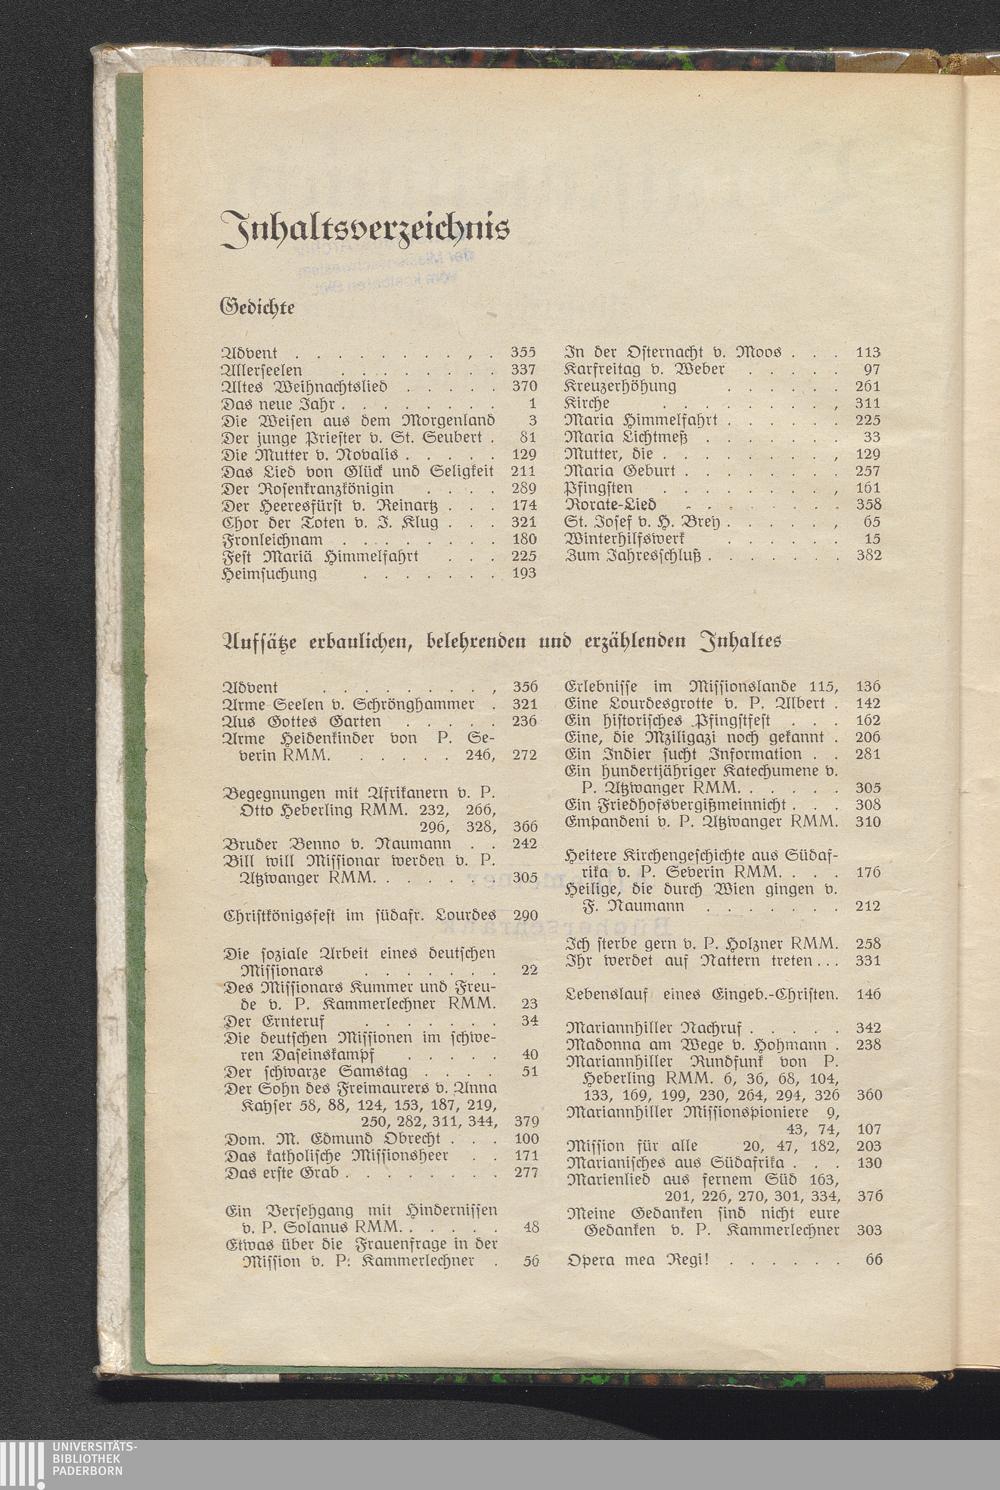 Inhaltsverzeichnis
Gedichte
Advent . . . . . . . . . , . 355
Allerseelen . . . . . . . . 337
Altes Weihnachtslied . . . . . 370
Das neue Jahr . . . . . . . . 1
Die Weisen aus dem Morgenland 3
Der junge Priester v. St. Seubert . 81
Die Mutter v. Novalis . . . . . 129
Das Lied von Glück und Seligkeit 211
Der Rosenkranzkönigin . . . . 289
Der Heeresfürst v. Reinartz . . . 174
Chor der Toten v. J. Klug . . . 321
Fronleichnam . . . . . . . . 180
Fest Mariä Himmelfahrt . . . 225
Heimsuchung . . . . . . . 193
In der Osternacht v. Moos . . . 113
Karfreitag v. Weber . . . . . 97
Kreuzerhöhung . . . . . . 261
Kirche . . . . . . . . , 311
Maria Himmelfahrt . . . . . . 225
Maria Lichtmeß . . . . . . . 33
Mutter, die . . . . . . . . , 129
Maria Geburt . . . . . . . . 257
Pfingsten . . . . . . . . , 161
Rorate-Lied . . . . . . . 358
St. Josef v. H. Brey . . . . . , 65
Winterhilfswerk . . . . . . 15
Zum Jahresschluß . . . . . . . 382
Aufsätze erbaulichen, belehrenden und erzählenden Inhaltes
Advent . . . . . . . . . , 356
Arme Seelen v. Schrönghammer . 321
Aus Gottes Garten . . . . . 236
Arme Heidenkinder von P. Se-
verin RMM. . . . . . 246, 272
Begegnungen mit Afrikanern v. P.
Otto Heberling RMM. 232, 266,
296, 328, 366
Bruder Benno v. Naumann . . 242
Bill will Missionar werden v. P.
Atzwanger RMM. . . . . . . 305
Christkönigsfest im südafr. Lourdes 290
Die soziale Arbeit eines deutschen
Missionars . . . . . . . 22
Des Missionars Kummer und Freu-
de v. P. Kammerlechner RMM. 23
Der Ernteruf . . . . . . . 34
Die deutschen Missionen im schwe-
ren Daseinskampf . . . . . 40
Der schwarze Samstag . . . . 51
Der Sohn des Freimaurers v. Anna
Kayser 58, 88, 124, 153, 187, 219,
250, 282, 311, 344, 379
Dom. M. Edmund Obrecht . . . 100
Das katholische Missionsheer . . 171
Das erste Grab . . . . . . . . 277
Ein Versehgang mit Hindernissen
v. P. Solanus RMM. . . . . . 48
Etwas über die Frauenfrage in der
Mission v. P: Kammerlechner . 56
Erlebnisse im Missionslande 115, 136
Eine Lourdesgrotte v. P. Albert . 142
Ein historisches Pfingstfest . . . 162
Eine, die Mziligazi noch gekannt . 206
Ein Indier sucht Information . . 281
Ein hundertjähriger Katechumene v.
P. Atzwanger RMM. . . . . . 305
Ein Friedhofsvergißmeinnicht . . . 308
Empandeni v. P. Atzwanger RMM. 310
Heitere Kirchengeschichte aus Südaf-
rika v. P. Severin RMM. . . . 176
Heilige, die durch Wien gingen v.
F. Naumann . . . . . . . 212
Ich sterbe gern v. P. Holzner RMM. 258
Ihr werdet auf Nattern treten . . . 331
Lebenslauf eines Eingeb.-Christen. 146
Mariannhiller Nachruf . . . . . 342
Madonna am Wege v. Hohmann . 238
Mariannhiller Rundfunk von P.
Heberling RMM. 6, 36, 68, 104,
133, 169, 199, 230, 264, 294, 326 360
Mariannhiller Missionspioniere 9,
43, 74, 107
Mission für alle 20, 47, 182, 203
Marianisches aus Südafrika . . . 130
Marienlied aus fernem Süd 163,
201, 226, 270, 301, 334, 376
Meine Gedanken sind nicht eure
Gedanken v. P. Kammerlechner 303
Opera mea Regi! . . . . . . 66
UNIVERSITÄTS-
BIBLIOTHEK
PADERBORN